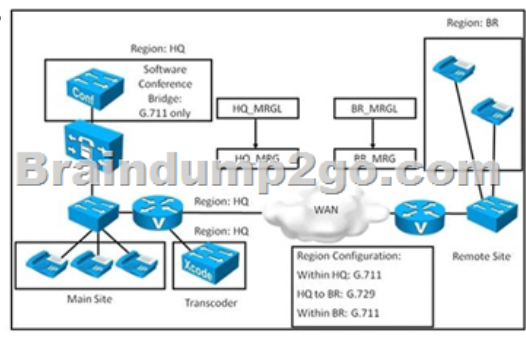 Region: BR
Region: HQ
Software
Conference
Bridge:
G.711 only
Conf
HQ_MRGL
BR_MRGL
HQ_MRG
BR_MRG
Braindump2go.com
Region: HQ
WAN
V
V
Region: HQ
Xcode
Region Configuration:
Within HQ: G.711
HQ to BR: G.729
Within BR: G.711
Remote Site
Main Site
Transcoder